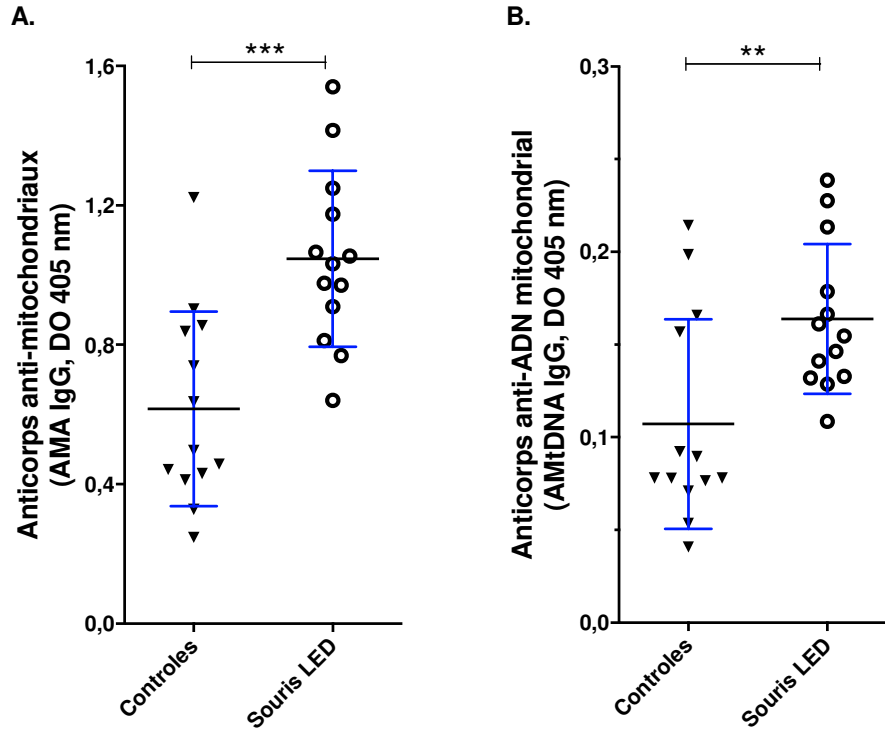 A.
Anticorps anti-mitochondriaux
(AMA IgG, DO 405 nm)
1,6
1,2
0,8
0,4
0,0
***
Controles
Souris LED
B.
Anticorps anti-ADN mitochondrial
(AMtDNA IgG, DO 405 nm)
0,3
0,2
0,1
0,0
**
Controles
Souris LED